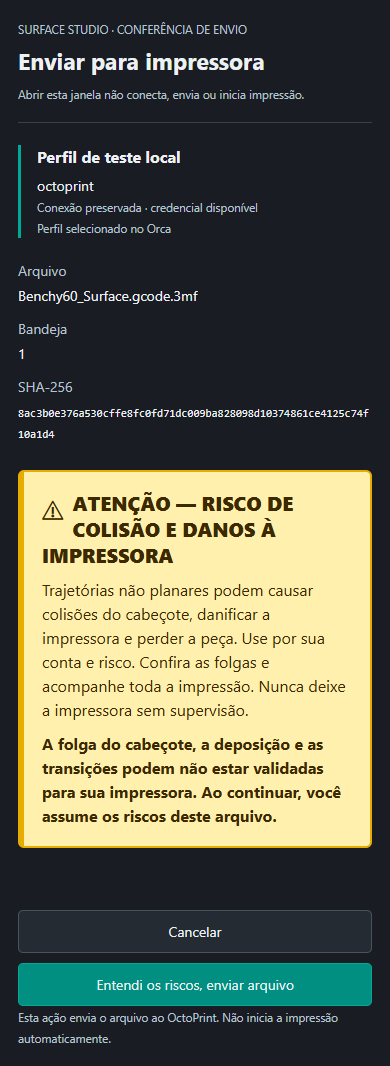 SURFACE STUDIO · CONFERÊNCIA DE ENVIO
Enviar para impressora
Abrir esta janela não conecta, envia ou inicia impressão.
Perfil de teste local
octoprint
Conexão preservada · credencial disponível
Perfil selecionado no Orca
Arquivo
Benchy60_Surface.gcode.3mf
Bandeja
1
SHA-256
8ac3b0e376a530cffe8fc0fd71dc009ba828098d10374861ce4125c74f
10a1d4
⚠ ATENÇÃO — RISCO DE
COLISÃO E DANOS À
IMPRESSORA
Trajetórias não planares podem causar
colisões do cabeçote, danificar a
impressora e perder a peça. Use por sua
conta e risco. Confira as folgas e
acompanhe toda a impressão. Nunca deixe
a impressora sem supervisão.
A folga do cabeçote, a deposição e as
transições podem não estar validadas
para sua impressora. Ao continuar, você
assume os riscos deste arquivo.
Cancelar
Entendi os riscos, enviar arquivo
Esta ação envia o arquivo ao OctoPrint. Não inicia a impressão
automaticamente.